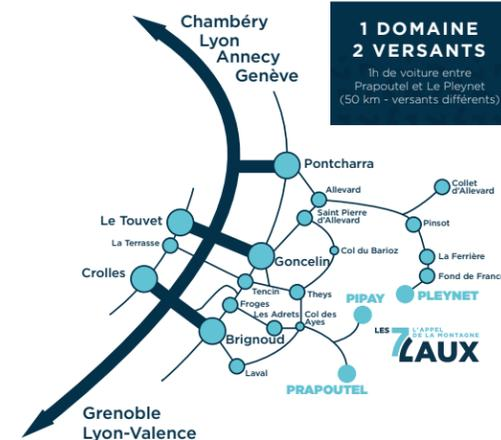 Chambéry
Lyon
Annecy
Genève
1 DOMAINE
2 VERSANTS
1h de voiture entre
Prapoutel et Le Pleynet
(50 km - versants différents)
Pontcharra
Allevard
Collet
d'Allevard
Le Touvet
Saint Pierre
d'Allevard
Pinsot
La Terrasse
Col du Barioz
Goncelin
La Ferrière
Crolles
Fond de France
Tencin
Theys
PIPAY
PLEYNET
Froges
Les Adrets
Col des
Ayes
LES 7 LAUX
L'APPEL
DE LA MONTAGNE
Brignoud
Laval
PRAPOUTEL
Grenoble
Lyon-Valence